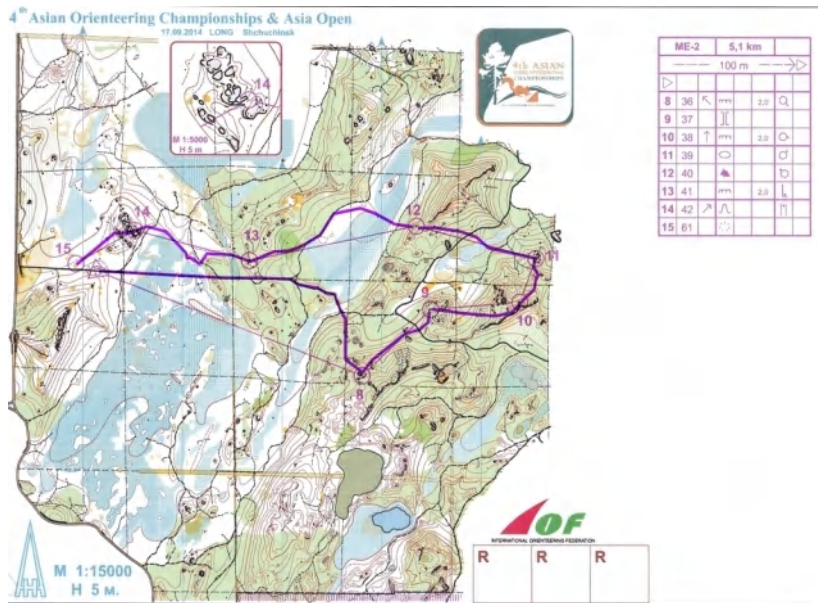 4th Asian Orienteering Championships & Asia Open
17.09.2014 LONG Shchuchinsk
14
M 1:5000
H 5 m
4th ASIAN
CHAMPIONSHIPS
ME-2 5,1 km
100 m
8 36 2,0
9 37
10 38 2,0
11 39
12 40
13 41 2,0
14 42
15 61
14
12
15
13
11
9
10
8
M 1:15000
H 5 м.
IOF
INTERNATIONAL ORIENTEERING FEDERATION
R R R